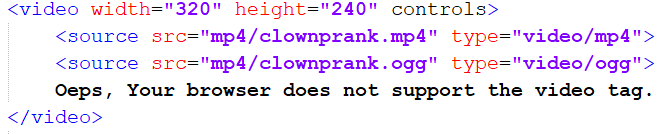 <video width="320" height="240" controls>
<source src="mp4/clownprank.mp4" type="video/mp4">
<source src="mp4/clownprank.ogg" type="video/ogg">
Oeps, Your browser does not support the video tag.
</video>